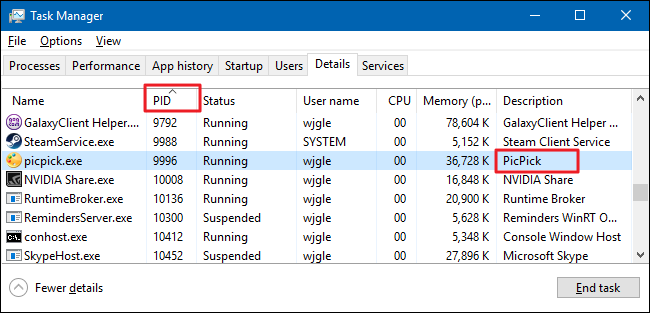 Task Manager
File Options View
Processes Performance App history Startup Users Details Services
Name PID Status User name CPU Memory (p... Description
GalaxyClient Helper.... 9792 Running wjgle 00 78,604 K GalaxyClient Helper ...
SteamService.exe 9988 Running SYSTEM 00 5,152 K Steam Client Service
picpick.exe 9996 Running wjgle 00 36,728 K PicPick
NVIDIA Share.exe 10008 Running wjgle 00 16,848 K NVIDIA Share
RuntimeBroker.exe 10136 Running wjgle 00 20,900 K Runtime Broker
RemindersServer.exe 10300 Suspended wjgle 00 5,628 K Reminders WinRT O...
conhost.exe 10412 Running wjgle 00 5,348 K Console Window Host
SkypeHost.exe 10452 Suspended wjgle 00 27,896 K Microsoft Skype
Fewer details End task